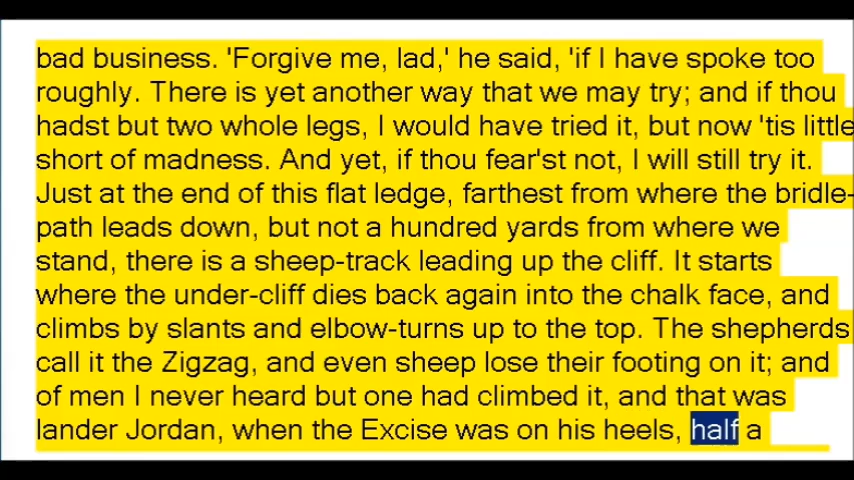 bad business. 'Forgive me, lad,' he said, 'if I have spoke too
roughly. There is yet another way that we may try; and if thou
hadst but two whole legs, I would have tried it, but now 'tis little
short of madness. And yet, if thou fear'st not, I will still try it.
Just at the end of this flat ledge, farthest from where the bridle-
path leads down, but not a hundred yards from where we
stand, there is a sheep-track leading up the cliff. It starts
where the under-cliff dies back again into the chalk face, and
climbs by slants and elbow-turns up to the top. The shepherds
call it the Zigzag, and even sheep lose their footing on it; and
of men I never heard but one had climbed it, and that was
lander Jordan, when the Excise was on his heels, half a